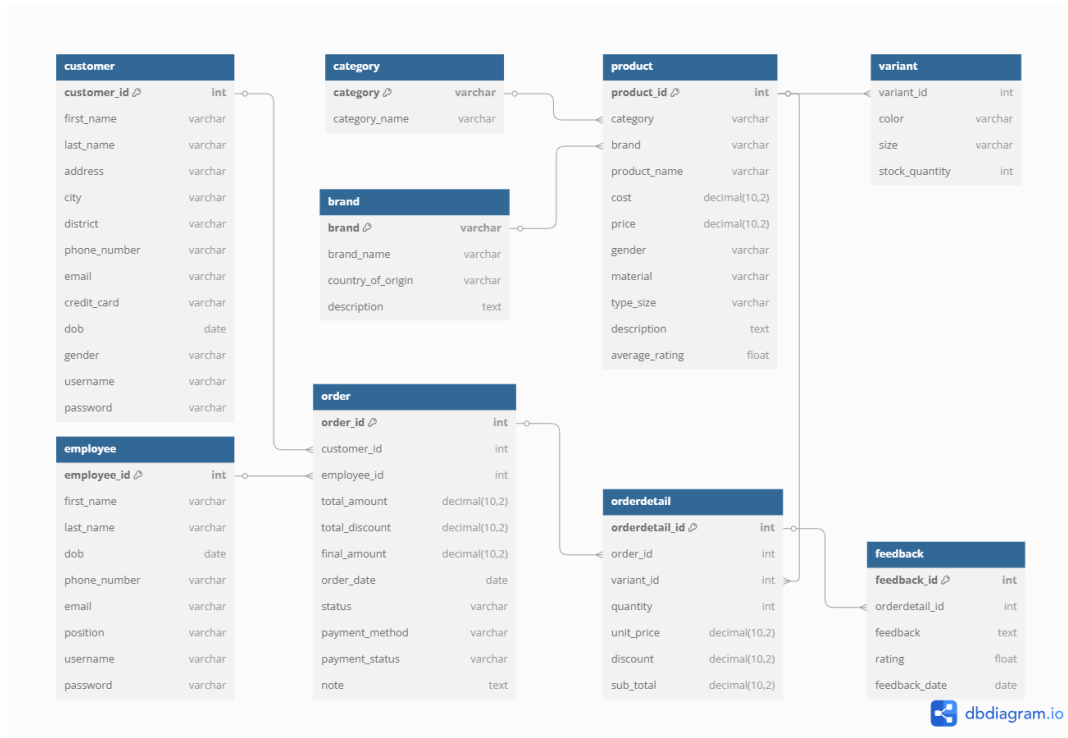 customer
customer_id int
first_name varchar
last_name varchar
address varchar
city varchar
district varchar
phone_number varchar
email varchar
credit_card varchar
dob date
gender varchar
username varchar
password varchar
category
category varchar
category_name varchar
product
product_id int
category varchar
brand varchar
product_name varchar
cost decimal(10,2)
price decimal(10,2)
gender varchar
material varchar
type_size varchar
description text
average_rating float
variant
variant_id int
color varchar
size varchar
stock_quantity int
brand
brand varchar
brand_name varchar
country_of_origin varchar
description text
employee
employee_id int
first_name varchar
last_name varchar
dob date
phone_number varchar
email varchar
position varchar
username varchar
password varchar
order
order_id int
customer_id int
employee_id int
total_amount decimal(10,2)
total_discount decimal(10,2)
final_amount decimal(10,2)
order_date date
status varchar
payment_method varchar
payment_status varchar
note text
orderdetail
orderdetail_id int
order_id int
variant_id int
quantity int
unit_price decimal(10,2)
discount decimal(10,2)
sub_total decimal(10,2)
feedback
feedback_id int
orderdetail_id int
feedback text
rating float
feedback_date date
dbdiagram.io